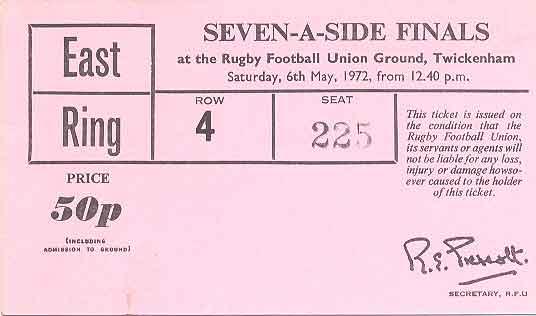 SEVEN-A-SIDE FINALS
at the Rugby Football Union Ground, Twickenham
Saturday, 6th May, 1972, from 12.40 p.m.
East
Ring
ROW
4
SEAT
225
This ticket is issued on
the condition that the
Rugby Football Union,
its servants or agents will
not be liable for any loss,
injury or damage howso-
ever caused to the holder
of this ticket.
PRICE
50p
(INCLUDING
ADMISSION TO GROUND)
R.E. Prescott.
SECRETARY, R.F.U